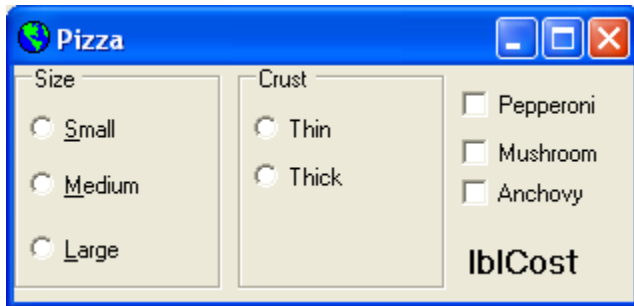 Pizza
Size
Small
Medium
Large
Crust
Thin
Thick
Pepperoni
Mushroom
Anchovy
lblCost